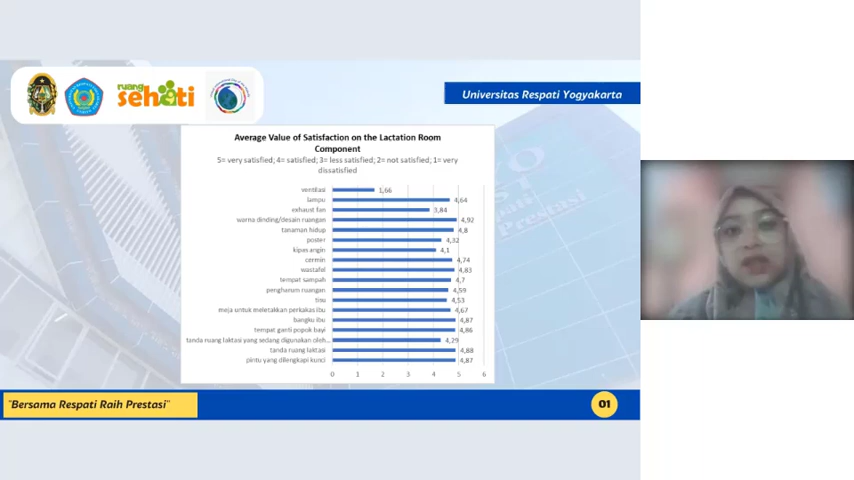 ruang
sehati
Universitas Respati Yogyakarta
Average Value of Satisfaction on the Lactation Room
Component
5= very satisfied; 4= satisfied; 3= less satisfied; 2= not satisfied; 1= very
dissatisfied
ventilasi 1,66
lampu 4,64
exhaust fan 3,84
warna dinding/desain ruangan 4,92
tanaman hidup 4,8
poster 4,32
kipas angin 4,1
cermin 4,74
wastafel 4,83
tempat sampah 4,7
pengharum ruangan 4,59
tisu 4,53
meja untuk meletakkan perkakas ibu 4,67
bangku ibu 4,87
tempat ganti popok bayi 4,86
tanda ruang laktasi yang sedang digunakan oleh... 4,29
tanda ruang laktasi 4,88
pintu yang dilengkapi kunci 4,87
0 1 2 3 4 5 6
"Bersama Respati Raih Prestasi"
01